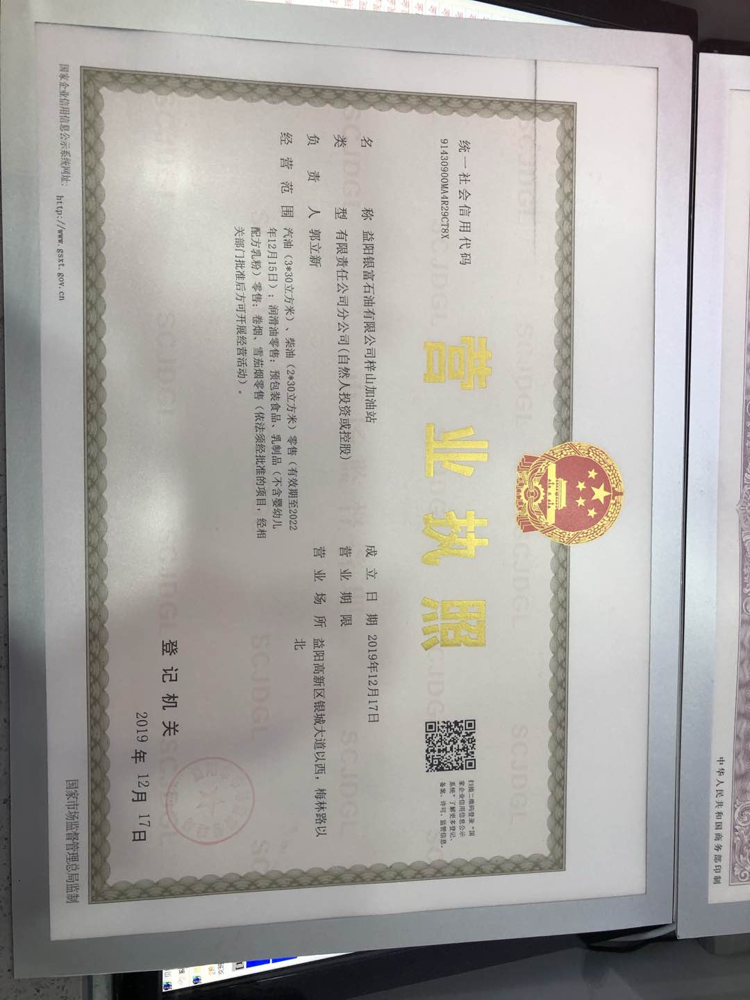 营业执照
统一社会信用代码
91430900MA4R29CT8X
扫描二维码登录“国
家企业信用信息公示
系统”了解更多登记、
备案、许可、监管信息。
名称 益阳银富石油有限公司梓山加油站
类型 有限责任公司分公司(自然人投资或控股)
负责人 郭立新
经营范围 汽油（3*30立方米）、柴油（2*30立方米）零售（有效期至2022
年12月15日）；润滑油零售；预包装食品、乳制品（不含婴幼儿
配方乳粉）零售；卷烟、雪茄烟零售（依法须经批准的项目，经相
关部门批准后方可开展经营活动）。
成立日期 2019年12月17日
营业期限
营业场所 益阳高新区银城大道以西，梅林路以
北
登记机关
2019年12月17日
国家企业信用信息公示系统网址： http://www.gsxt.gov.cn
国家市场监督管理总局监制
中华人民共和国商务部印制